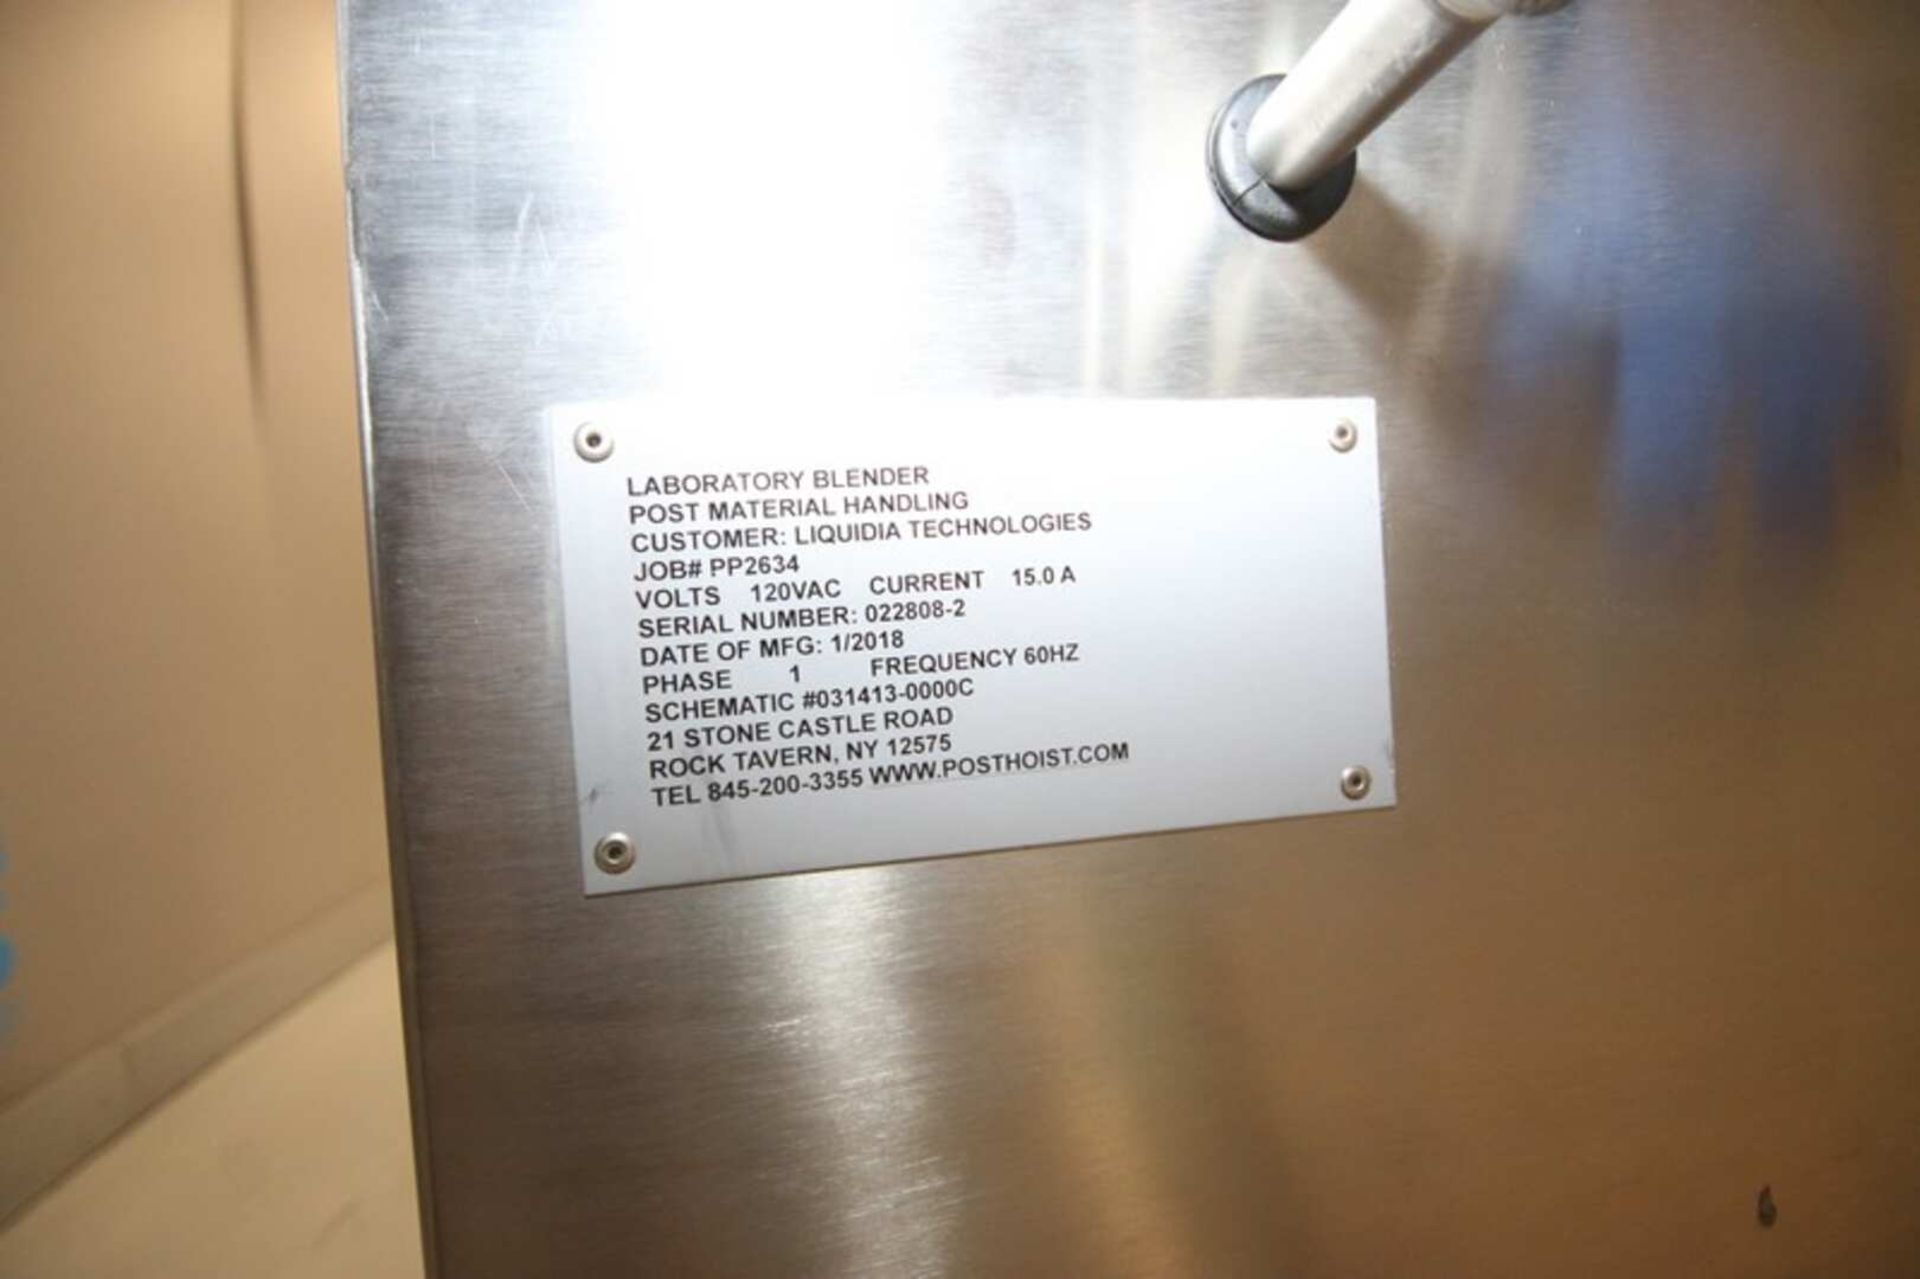 LABORATORY BLENDER
POST MATERIAL HANDLING
CUSTOMER: LIQUIDIA TECHNOLOGIES
JOB# PP2634
VOLTS 120VAC CURRENT 15.0 A
SERIAL NUMBER: 022808-2
DATE OF MFG: 1/2018
PHASE 1 FREQUENCY 60HZ
SCHEMATIC #031413-0000C
21 STONE CASTLE ROAD
ROCK TAVERN, NY 12575
TEL 845-200-3355 WWW.POSTHOIST.COM